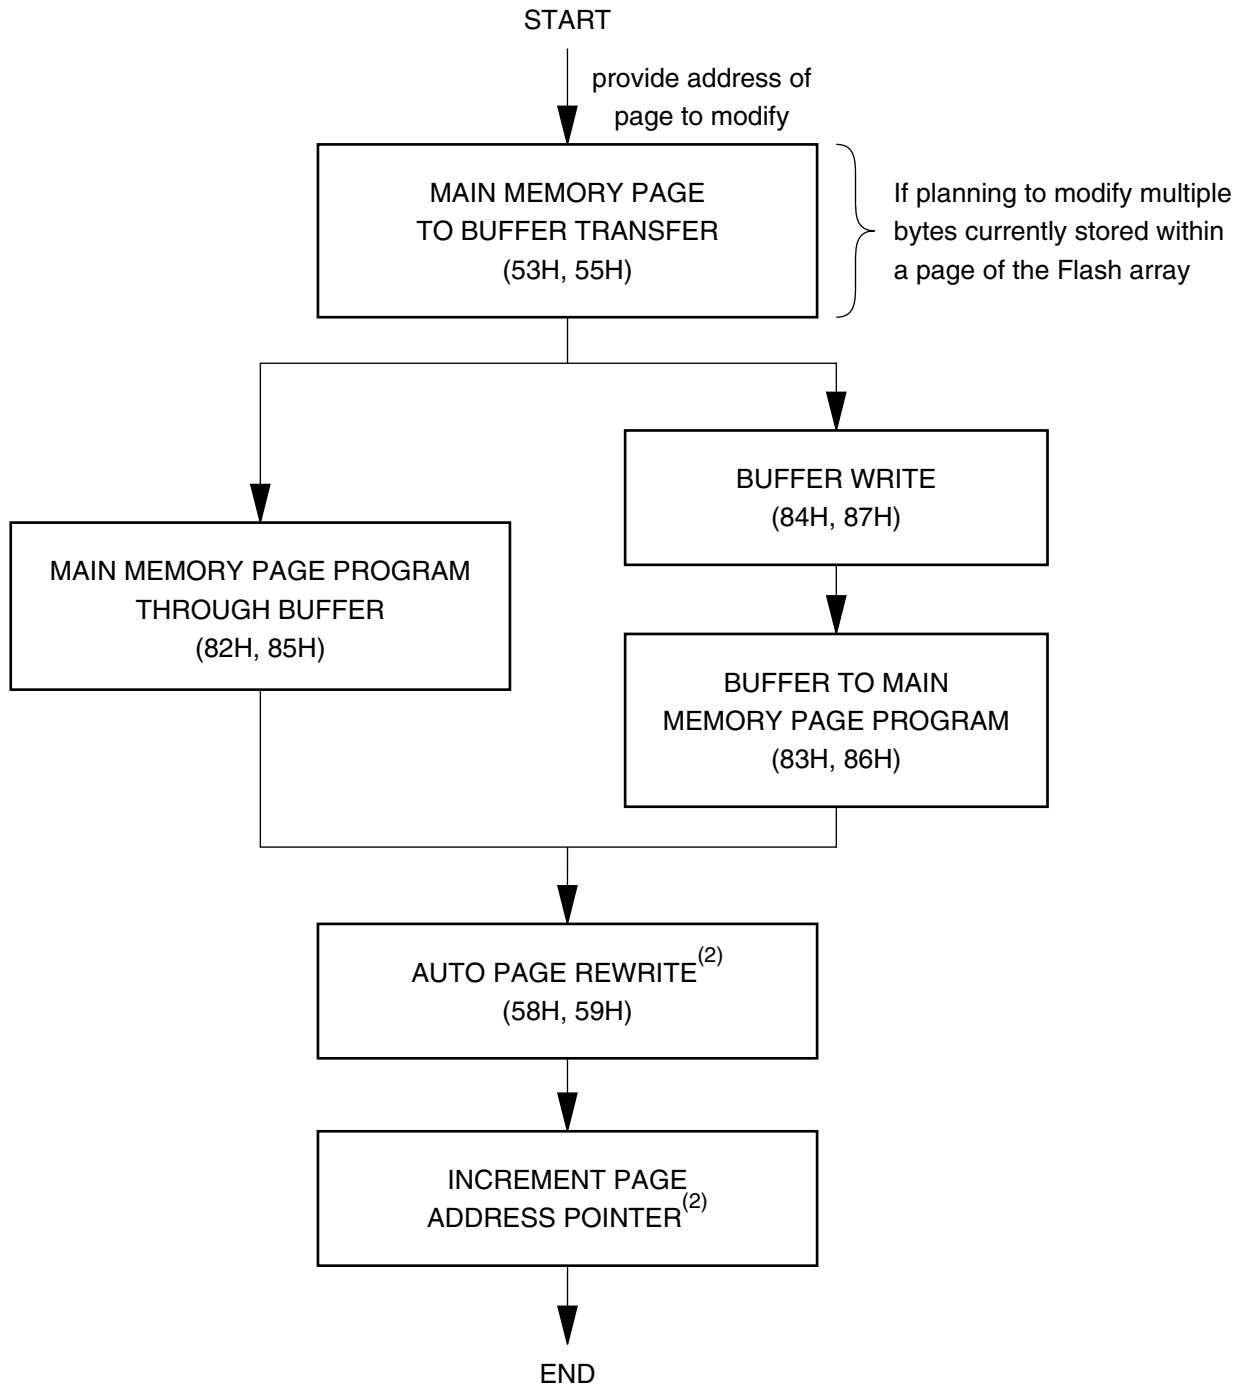 START
provide address of
page to modify
MAIN MEMORY PAGE
TO BUFFER TRANSFER
(53H, 55H)
If planning to modify multiple
bytes currently stored within
a page of the Flash array
MAIN MEMORY PAGE PROGRAM
THROUGH BUFFER
(82H, 85H)
BUFFER WRITE
(84H, 87H)
BUFFER TO MAIN
MEMORY PAGE PROGRAM
(83H, 86H)
AUTO PAGE REWRITE(2)
(58H, 59H)
INCREMENT PAGE
ADDRESS POINTER(2)
END